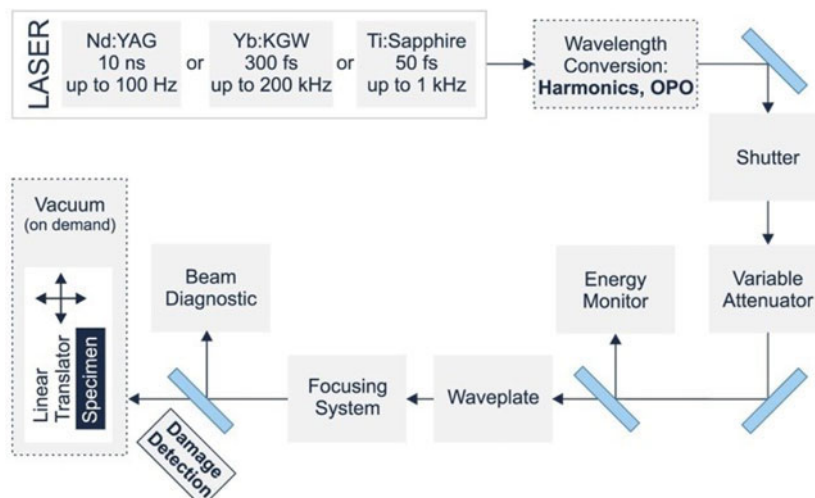 LASER
Nd:YAG
10 ns
up to 100 Hz
or
Yb:KGW
300 fs
up to 200 kHz
or
Ti:Sapphire
50 fs
up to 1 kHz
Wavelength
Conversion:
Harmonics, OPO
Shutter
Variable
Attenuator
Energy
Monitor
Waveplate
Focusing
System
Beam
Diagnostic
Damage
Detection
Vacuum
(on demand)
Linear
Translator
Specimen